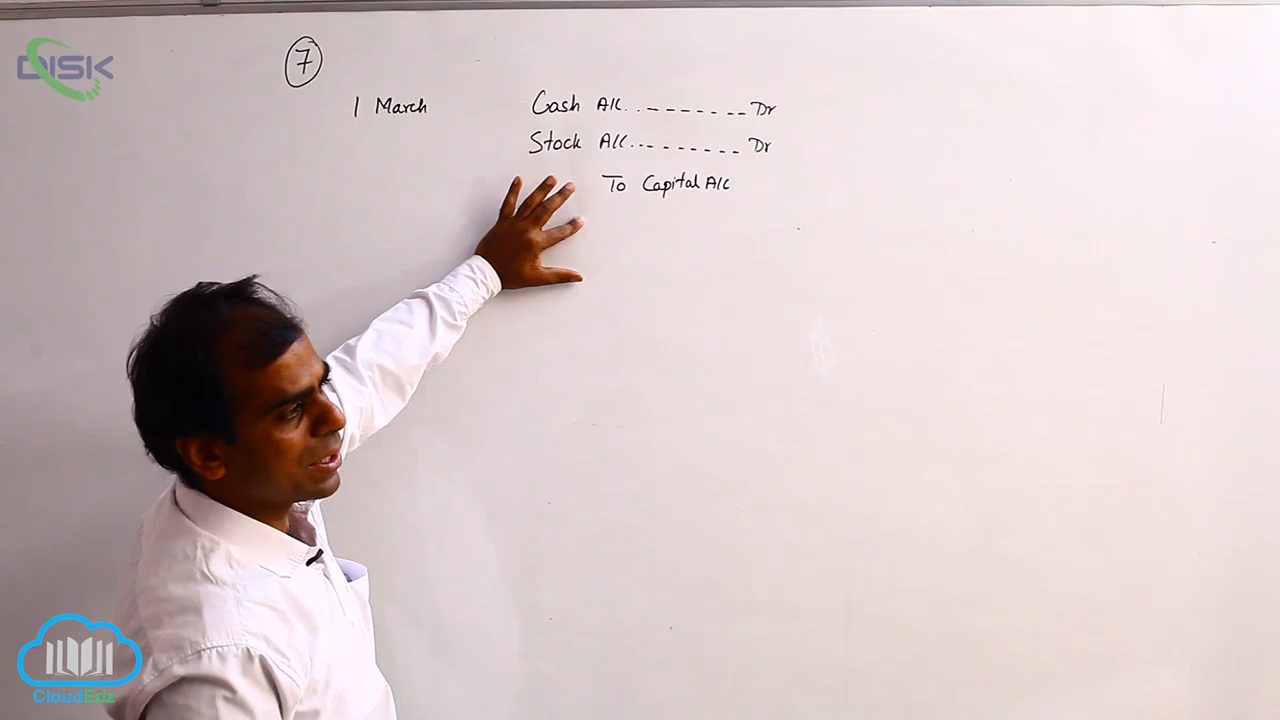 DISK
7
1 March Cash A/C..-------- Dr
Stock A/C...-------- Dr
To Capital A/C
CloudEdz